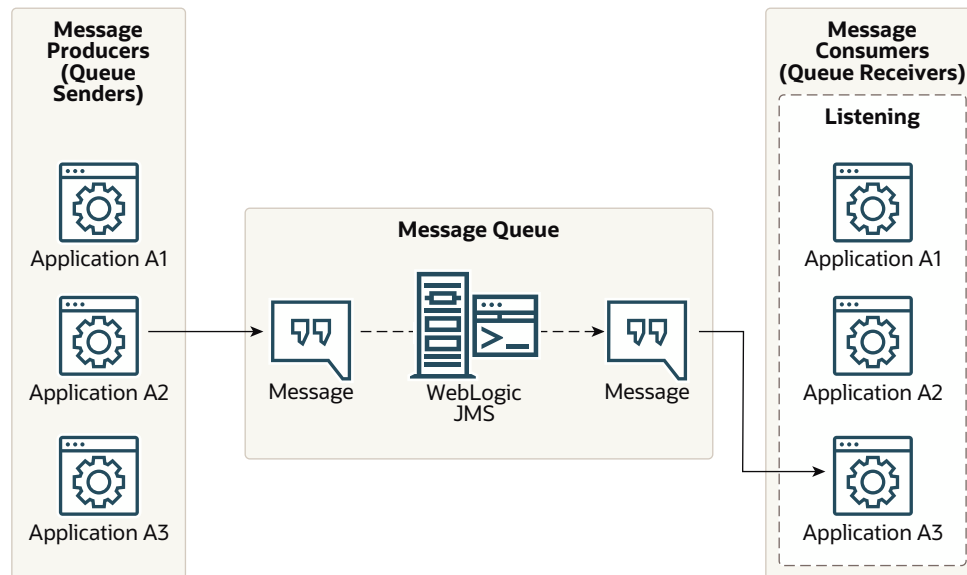 Message
Producers
(Queue
Senders)
Application A1
Application A2
Application A3
Message Queue
Message
WebLogic
JMS
Message
Message
Consumers
(Queue Receivers)
Listening
Application A1
Application A2
Application A3